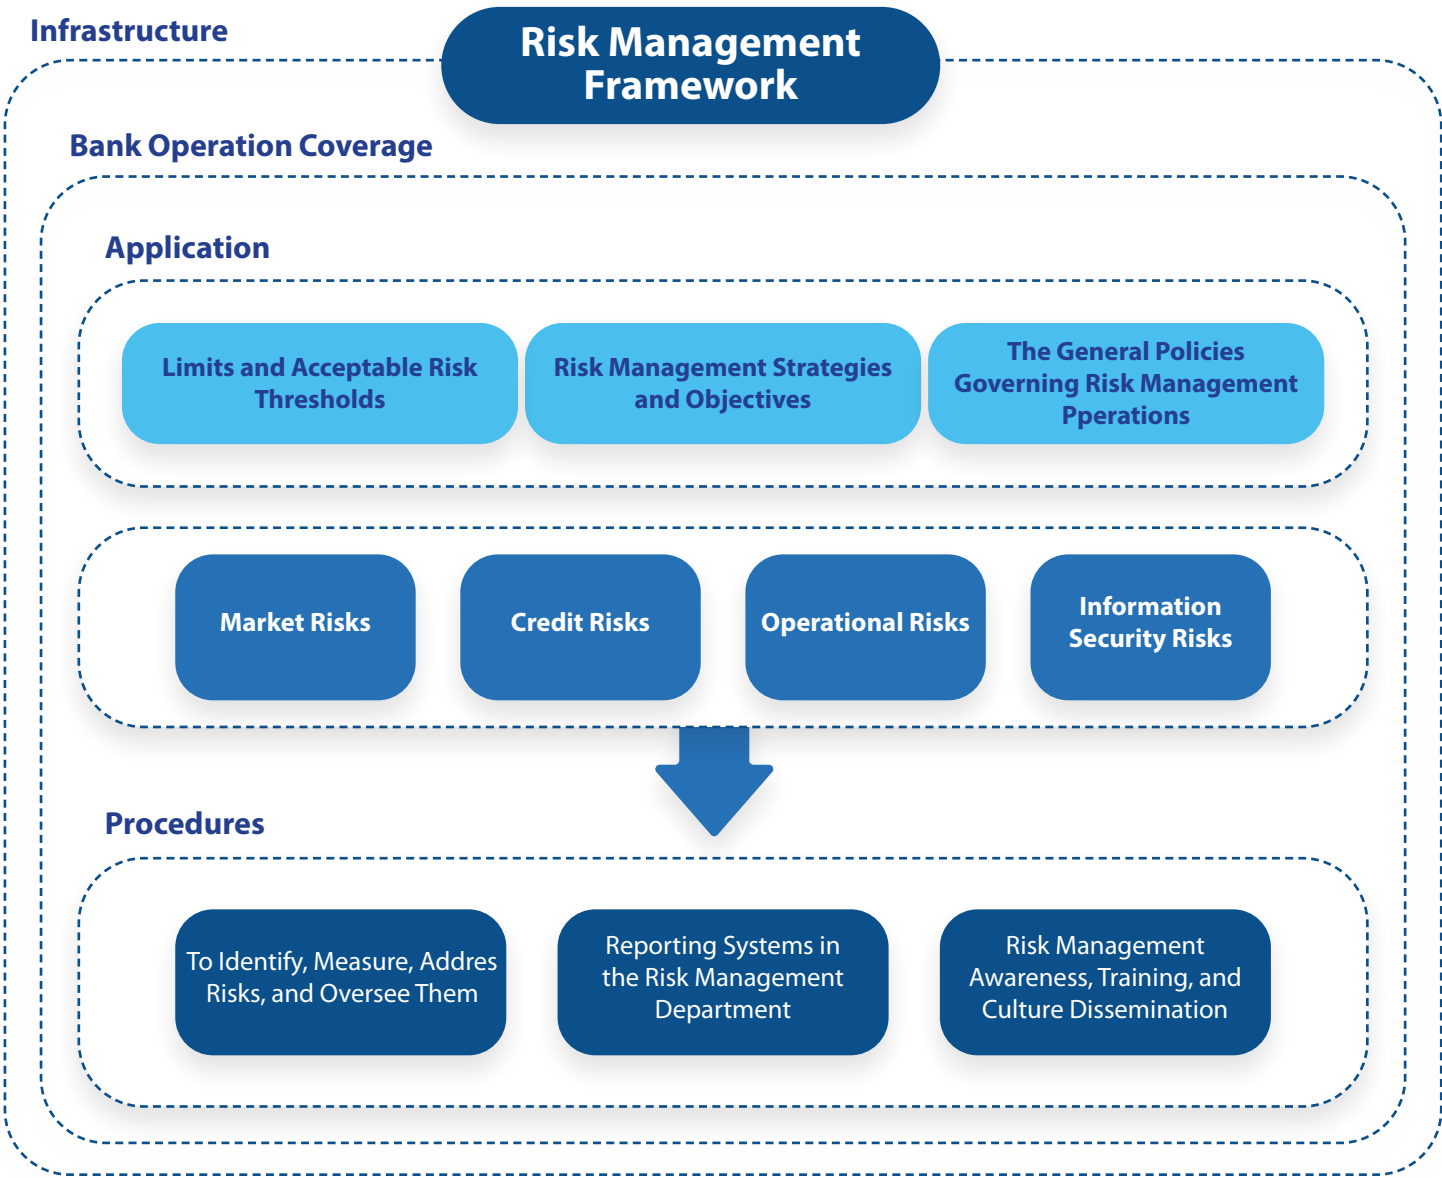 Infrastructure
Risk Management
Framework
Bank Operation Coverage
Application
Limits and Acceptable Risk
Thresholds
Risk Management Strategies
and Objectives
The General Policies
Governing Risk Management
Pperations
Market Risks
Credit Risks
Operational Risks
Information
Security Risks
Procedures
To Identify, Measure, Addres
Risks, and Oversee Them
Reporting Systems in
the Risk Management
Department
Risk Management
Awareness, Training, and
Culture Dissemination